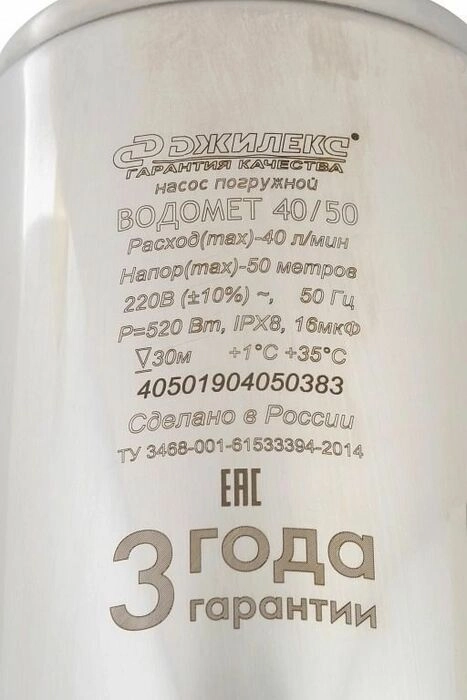 ДЖИЛЕКС®
ГАРАНТИЯ КАЧЕСТВА
насос погружной
ВОДОМЕТ 40/50
Расход(max)-40 л/мин
Напор(max)-50 метров
220В (±10%) ~, 50 Гц
P=520 Вт, IPX8, 16мкФ
30м +1°C +35°C
40501904050383
Сделано в России
ТУ 3468-001-61533394-2014
EAC
3 года
гарантии